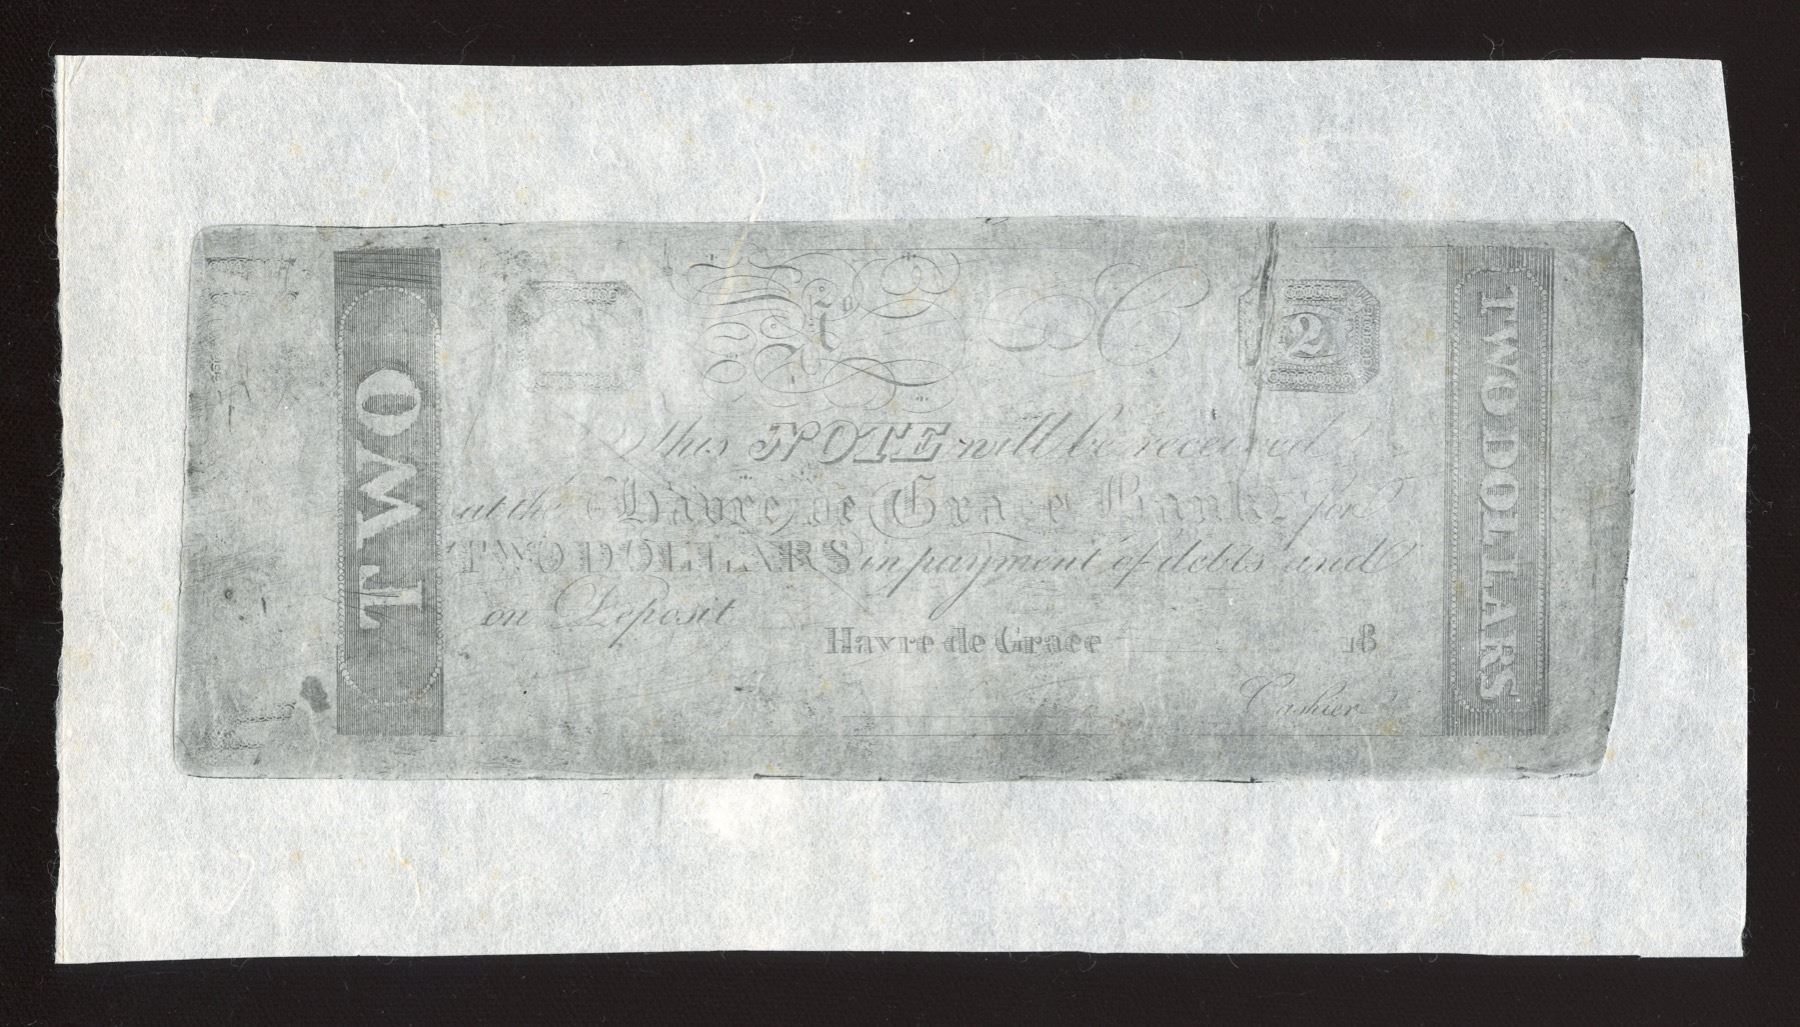 TWO
No C
2
This NOTE will be received
at the Havre de Grace Bank for
TWO DOLLARS in payment of debts and
on Deposit
Havre de Grace 18
Cashier
TWO DOLLARS